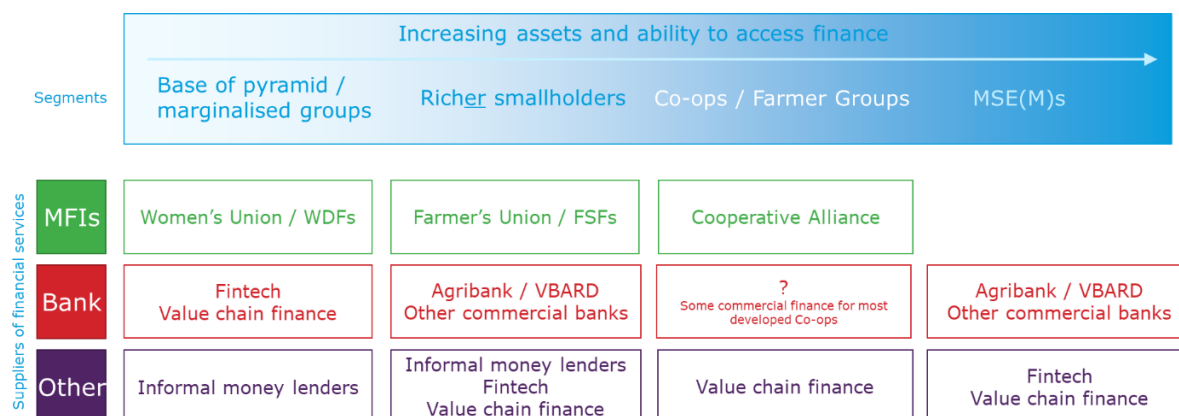 Increasing assets and ability to access finance
Segments
Base of pyramid /
marginalised groups
Richer smallholders
Co-ops / Farmer Groups
MSE(M)s
Suppliers of financial services
MFIs
Women's Union / WDFs
Farmer's Union / FSFs
Cooperative Alliance
Bank
Fintech
Value chain finance
Agribank / VBARD
Other commercial banks
?
Some commercial finance for most
developed Co-ops
Agribank / VBARD
Other commercial banks
Other
Informal money lenders
Informal money lenders
Fintech
Value chain finance
Value chain finance
Fintech
Value chain finance